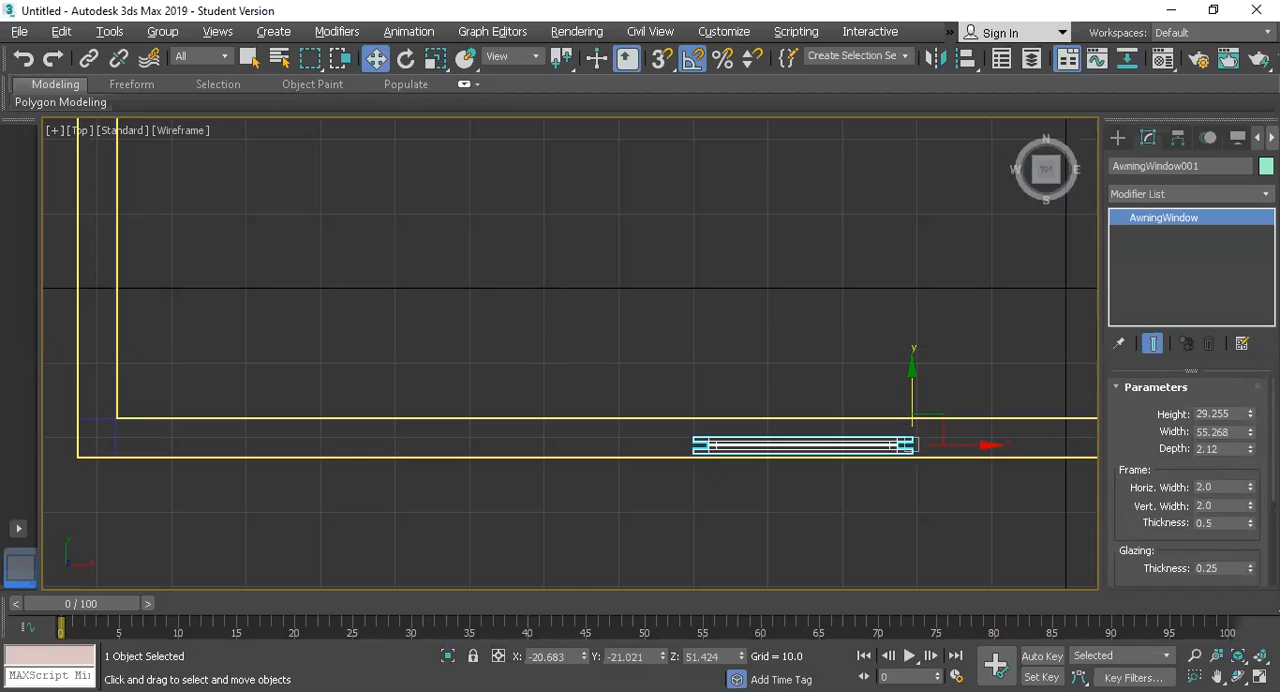 Untitled - Autodesk 3ds Max 2019 - Student Version
File Edit Tools Group Views Create Modifiers Animation Graph Editors Rendering Civil View Customize Scripting Interactive » Sign In Workspaces: Default
All View 3 % Create Selection Se
Modeling Freeform Selection Object Paint Populate
Polygon Modeling
[+] [Top] [Standard] [Wireframe]
N
W TOP E
S
AwningWindow001
Modifier List
AwningWindow
y
Parameters
Height: 29.255
Width: 55.268
Depth: 2.12
Frame:
Horiz. Width: 2.0
Vert. Width: 2.0
Thickness: 0.5
Glazing:
Thickness: 0.25
< 0 / 100 >
0 5 10 15 20 25 30 35 40 45 50 55 60 65 70 75 80 85 90 95 100
1 Object Selected X: -20.683 Y: -21.021 Z: 51.424 Grid = 10.0 Auto Key Selected
MAXScript Mi Click and drag to select and move objects Add Time Tag 0 Set Key Key Filters...